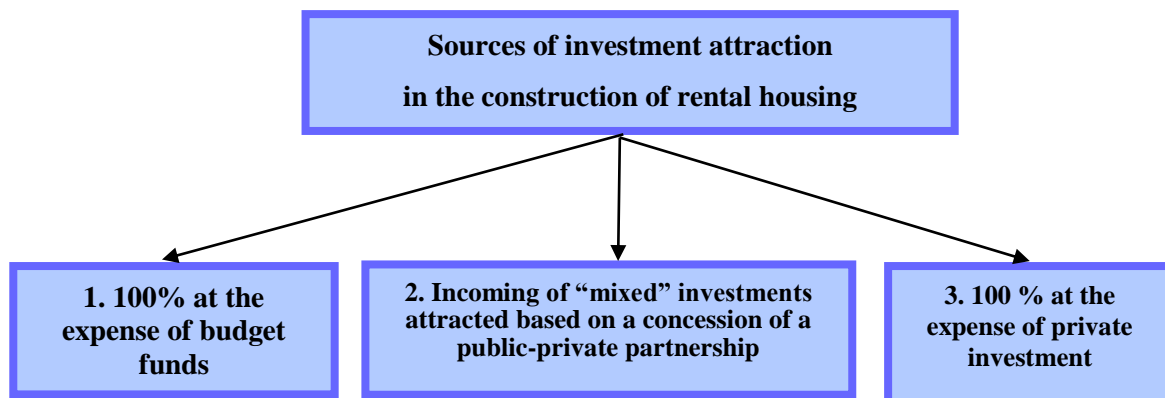 Sources of investment attraction
in the construction of rental housing
1. 100% at the
expense of budget
funds
2. Incoming of “mixed” investments
attracted based on a concession of a
public-private partnership
3. 100 % at the
expense of private
investment